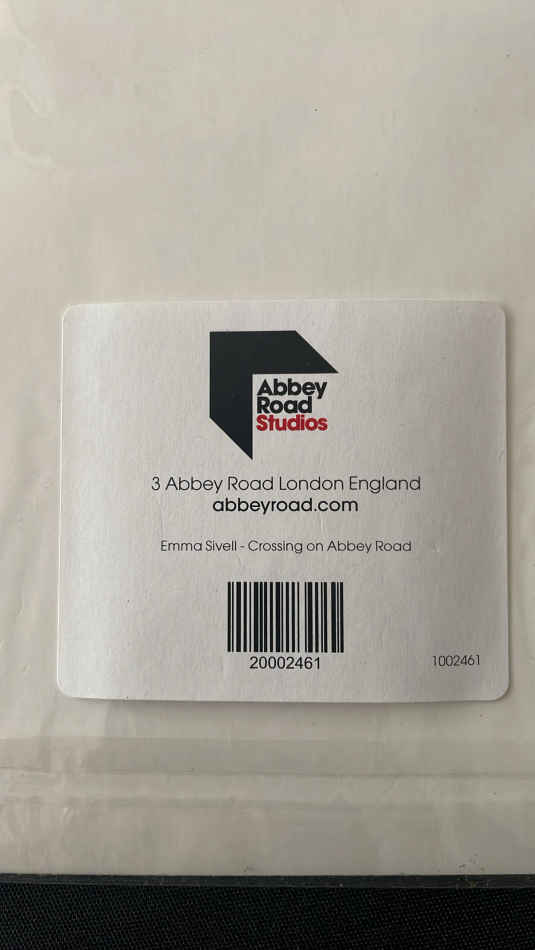 Abbey
Road
Studios
3 Abbey Road London England
abbeyroad.com
Emma Sivell - Crossing on Abbey Road
20002461
1002461